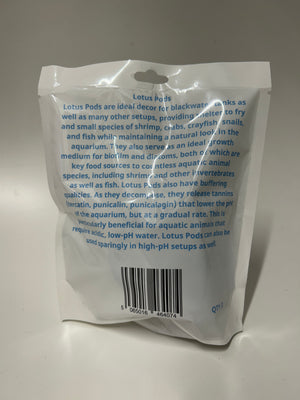 Lotus Pods
Lotus Pods are ideal decor for blackwater tanks as
well as many other setups, providing shelter to fry
and small species of shrimp, crabs, crayfish, snails
and fish while maintaining a natural look in the
aquarium. They also serve as an ideal growth
medium for biofilm and diatoms, both of which are
key food sources to countless aquatic animal
species, including shrimp and other invertebrates
as well as fish. Lotus Pods also have buffering
qualities. As they decompose, they release tannins
punicalin, punicalagin) that lower the pH
of the aquarium, but at a gradual rate. This is
particularly beneficial for aquatic animals that
require acidic, low-pH water. Lotus Pods can also be
used sparingly in high-pH setups as well.
5 065016 464074